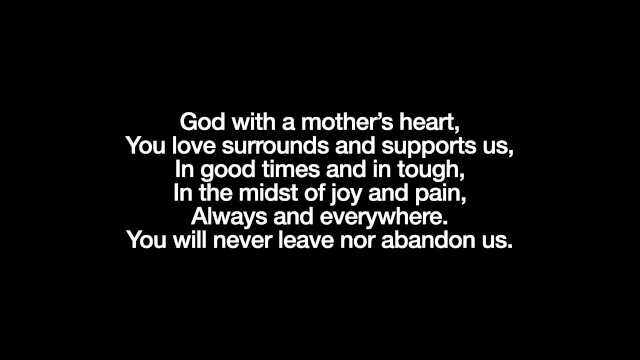 God with a mother's heart,
You love surrounds and supports us,
In good times and in tough,
In the midst of joy and pain,
Always and everywhere.
You will never leave nor abandon us.